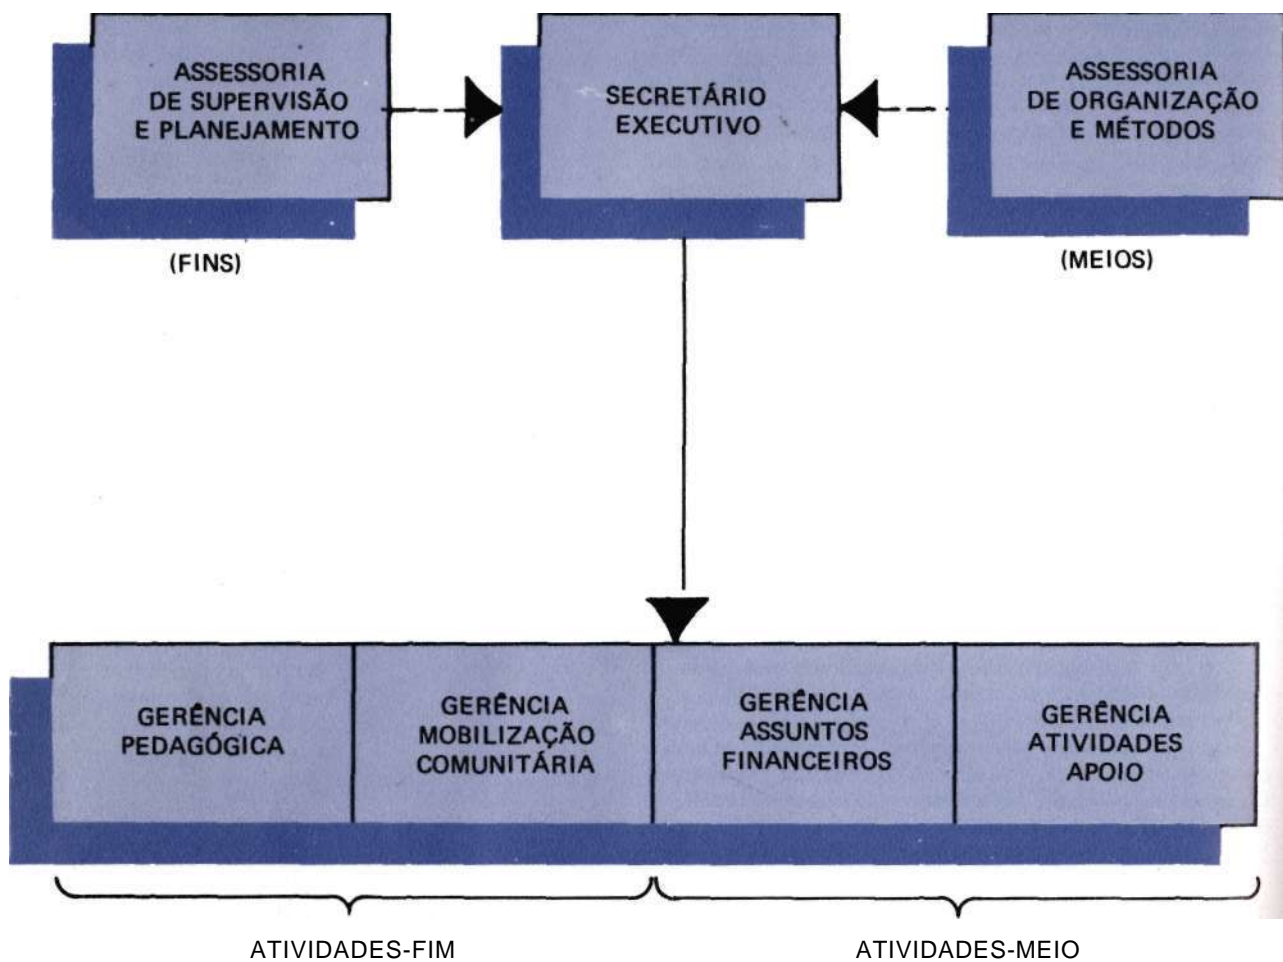 ASSESSORIA
DE SUPERVISÃO
E PLANEJAMENTO
SECRETÁRIO
EXECUTIVO
ASSESSORIA
DE ORGANIZAÇÃO
E MÉTODOS
(FINS)
(MEIOS)
GERÊNCIA
PEDAGÓGICA
GERÊNCIA
MOBILIZAÇÃO
COMUNITÁRIA
GERÊNCIA
ASSUNTOS
FINANCEIROS
GERÊNCIA
ATIVIDADES
APOIO
ATIVIDADES-FIM
ATIVIDADES-MEIO